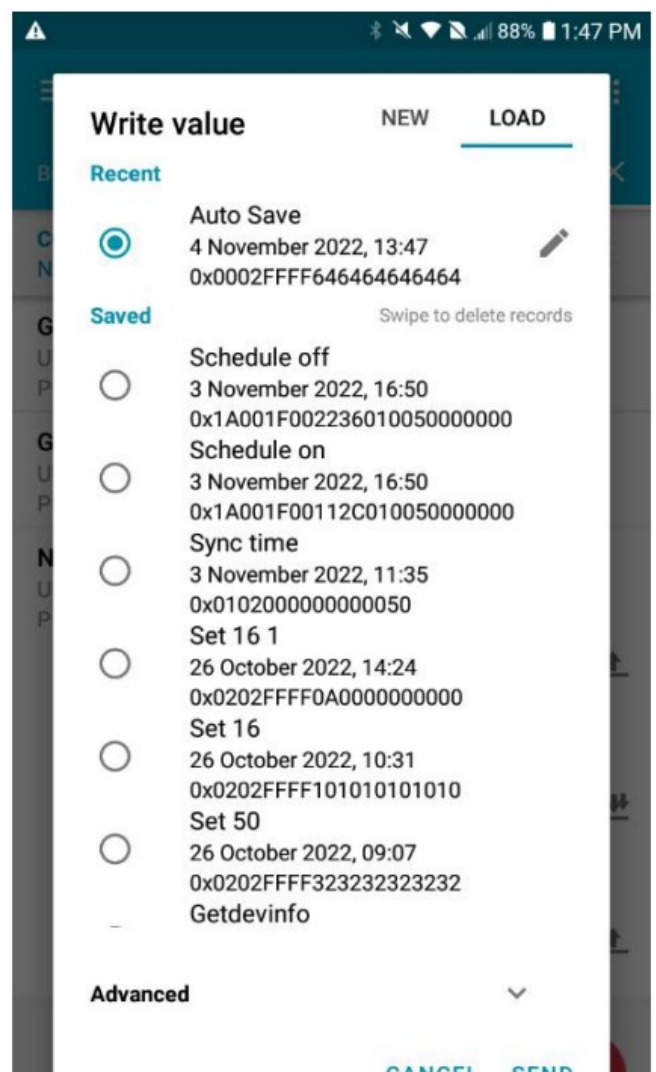 88% 1:47 PM
Write value NEW LOAD
Recent
Auto Save
4 November 2022, 13:47
0x0002FFFF646464646464
Saved Swipe to delete records
Schedule off
3 November 2022, 16:50
0x1A001F002236010050000000
Schedule on
3 November 2022, 16:50
0x1A001F00112C010050000000
Sync time
3 November 2022, 11:35
0x0102000000000050
Set 16 1
26 October 2022, 14:24
0x0202FFFF0A0000000000
Set 16
26 October 2022, 10:31
0x0202FFFF101010101010
Set 50
26 October 2022, 09:07
0x0202FFFF323232323232
Getdevinfo
Advanced
CANCEL SEND